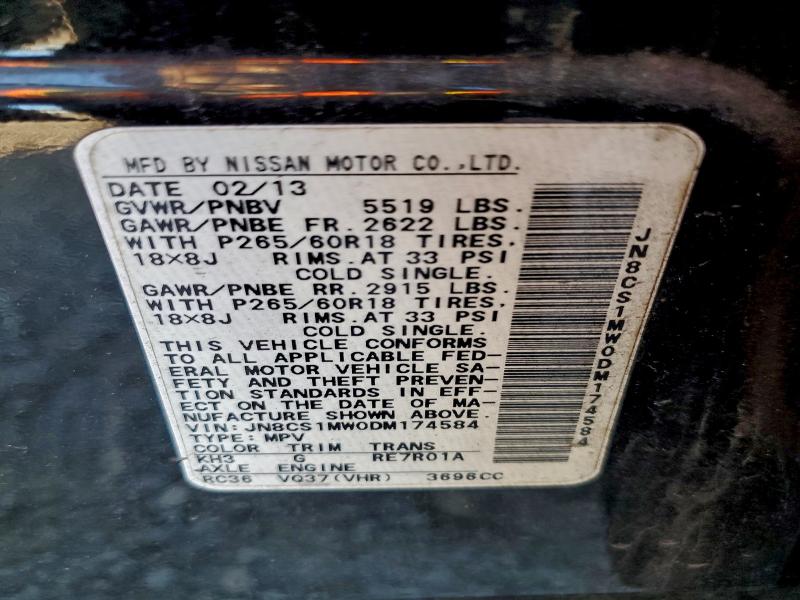 MFD BY NISSAN MOTOR CO.,LTD.
DATE 02/13
GVWR/PNBV 5519 LBS.
GAWR/PNBE FR.2622 LBS.
WITH P265/60R18 TIRES.
18X8J RIMS.AT 33 PSI
COLD SINGLE.
GAWR/PNBE RR.2915 LBS.
WITH P265/60R18 TIRES.
18X8J RIMS.AT 33 PSI
COLD SINGLE.
THIS VEHICLE CONFORMS
TO ALL APPLICABLE FED-
ERAL MOTOR VEHICLE SA-
FETY AND THEFT PREVEN-
TION STANDARDS IN EFF-
ECT ON THE DATE OF MA-
NUFACTURE SHOWN ABOVE.
VIN: JN8CS1MW0DM174584
TYPE: MPV
COLOR TRIM TRANS
KH3 G RE7R01A
AXLE ENGINE
RC36 VQ37(VHR) 3696CC
JN8CS1MW0DM174584